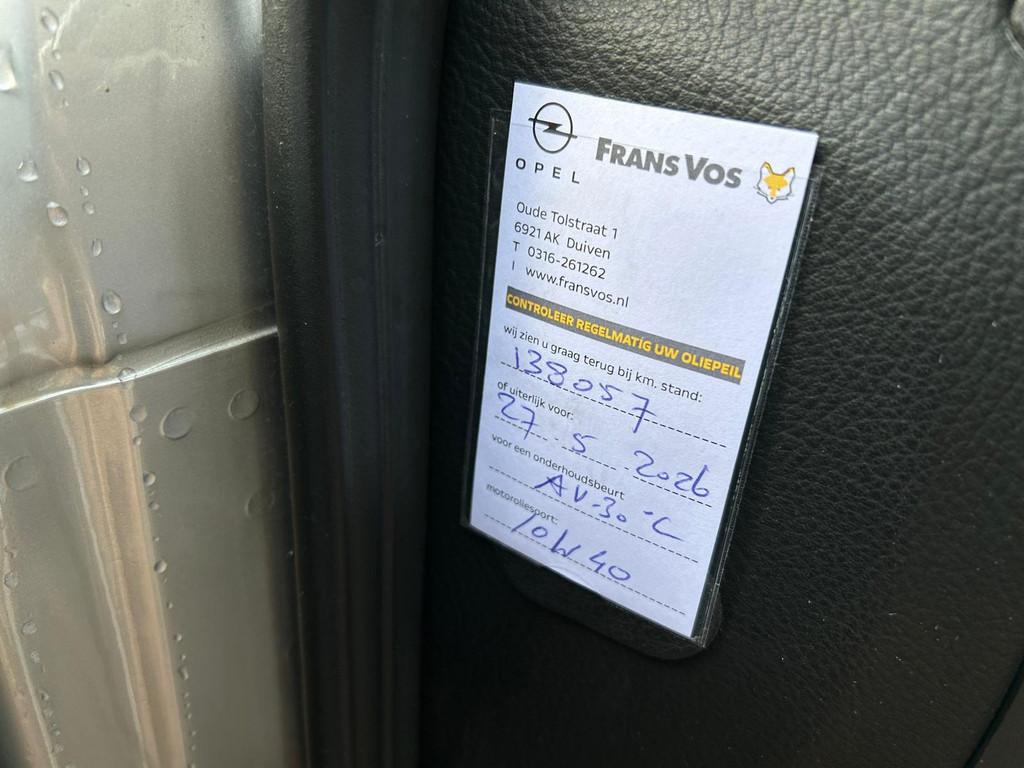 OPEL
FRANS VOS
Oude Tolstraat 1
6921 AK Duiven
T 0316-261262
I www.fransvos.nl
CONTROLEER REGELMATIG UW OLIEPEIL
wij zien u graag terug bij km. stand:
138057
of uiterlijk voor:
27 5 2026
voor een onderhoudsbeurt
AV-30 °C
motoroliesoort:
10W40